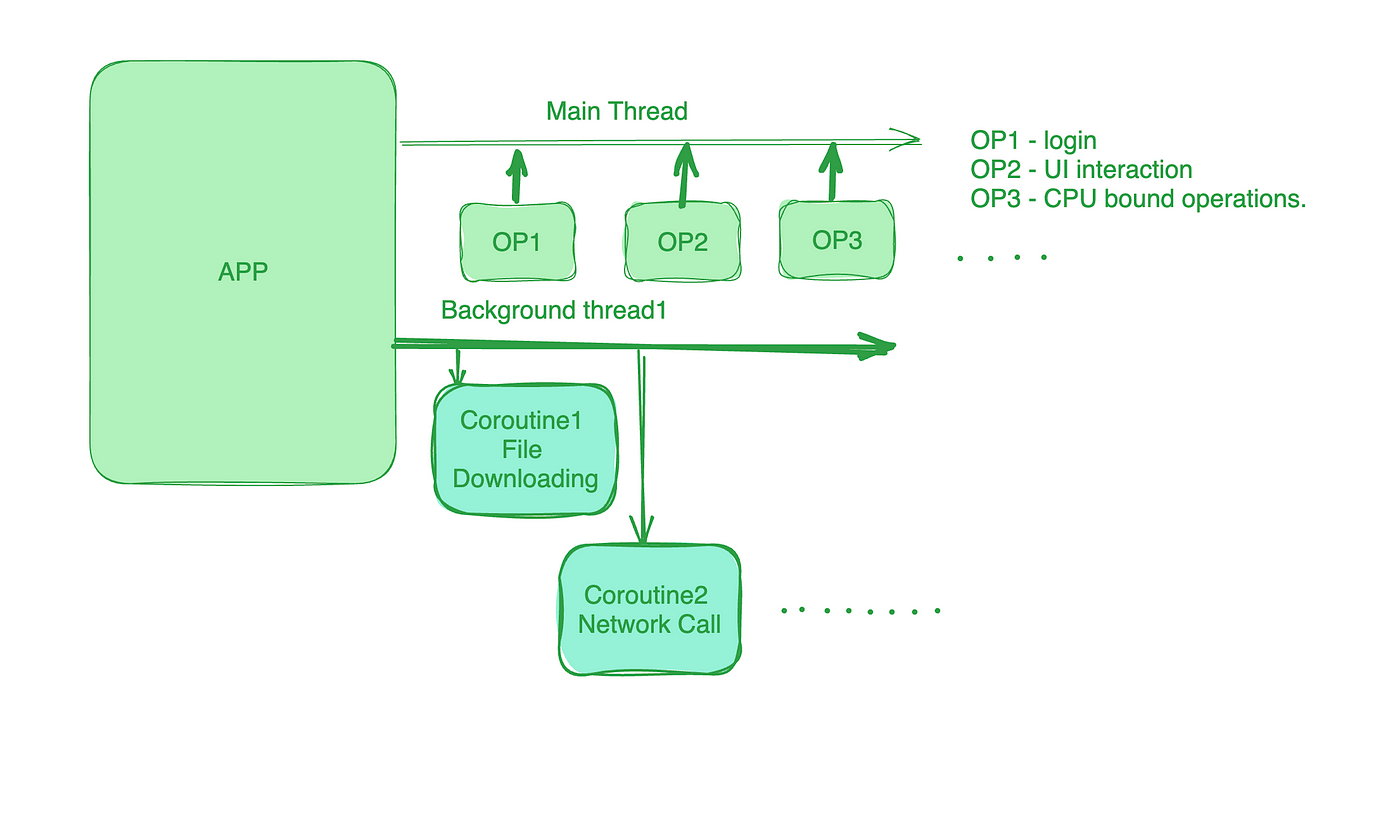 APP
Main Thread
OP1 - login
OP2 - UI interaction
OP3 - CPU bound operations.
OP1
OP2
OP3
Background thread1
Coroutine1
File
Downloading
Coroutine2
Network Call